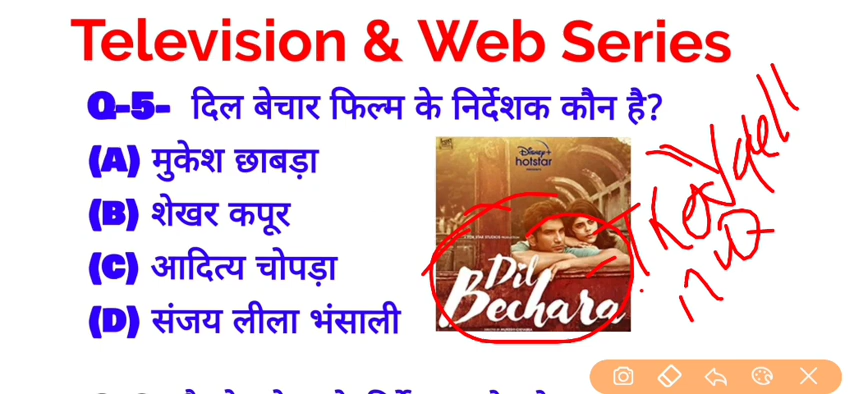 Television & Web Series
Q-5- दिल बेचार फिल्म के निर्देशक कौन है?
(A) मुकेश छाबड़ा
(B) शेखर कपूर
(C) आदित्य चोपड़ा
(D) संजय लीला भंसाली
Disney+
hotstar
Dil
Bechara